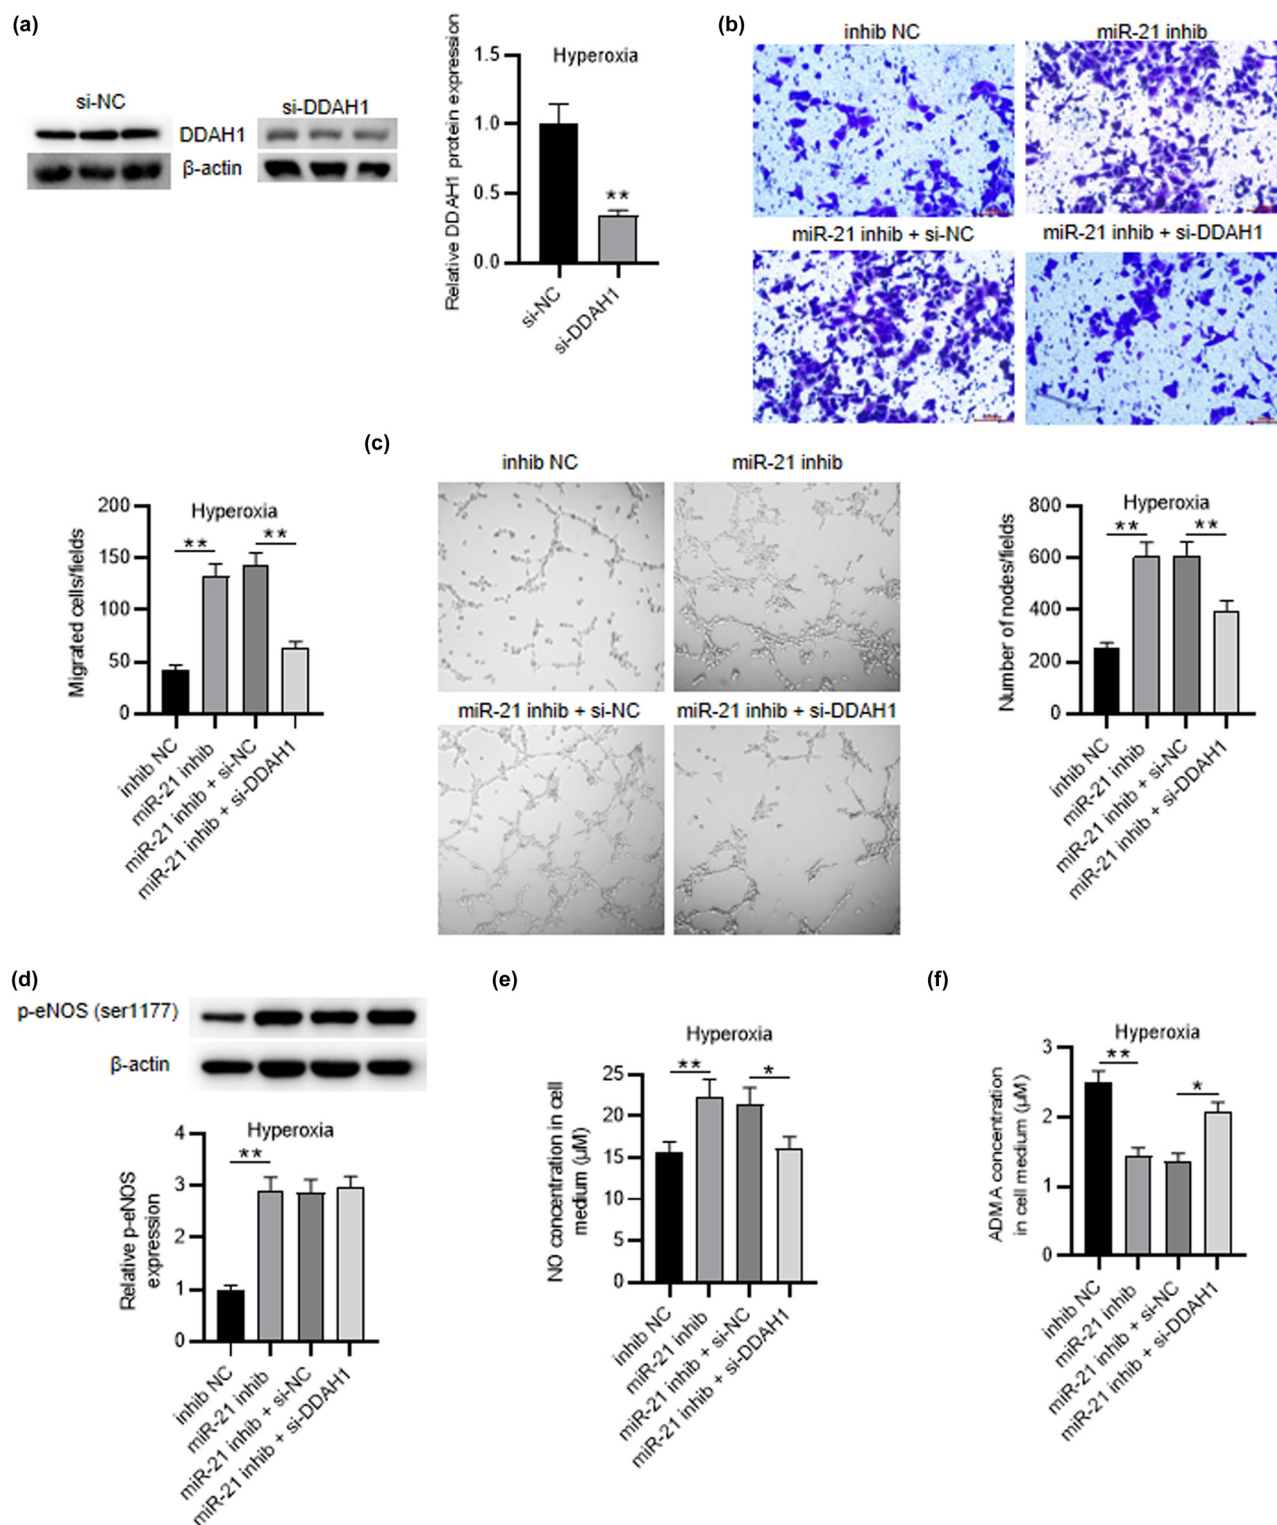 (a)
si-NC
si-DDAH1
DDAH1
β-actin
Relative DDAH1 protein expression
1.5
1.0
0.5
0.0
Hyperoxia
**
si-NC
si-DDAH1
(b)
inhib NC
miR-21 inhib
miR-21 inhib + si-NC
miR-21 inhib + si-DDAH1
Migrated cells/fields
200
150
100
50
0
Hyperoxia
**
**
inhib NC
miR-21 inhib
miR-21 inhib + si-NC
miR-21 inhib + si-DDAH1
(c)
inhib NC
miR-21 inhib
miR-21 inhib + si-NC
miR-21 inhib + si-DDAH1
Number of nodes/fields
800
600
400
200
0
Hyperoxia
**
**
inhib NC
miR-21 inhib
miR-21 inhib + si-NC
miR-21 inhib + si-DDAH1
(d)
p-eNOS (ser1177)
β-actin
Relative p-eNOS
expression
4
3
2
1
0
Hyperoxia
**
inhib NC
miR-21 inhib
miR-21 inhib + si-NC
miR-21 inhib + si-DDAH1
(e)
NO concentration in cell
medium (μM)
25
20
15
10
5
0
Hyperoxia
**
*
inhib NC
miR-21 inhib
miR-21 inhib + si-NC
miR-21 inhib + si-DDAH1
(f)
ADMA concentration
in cell medium (μM)
3
2
1
0
Hyperoxia
**
*
inhib NC
miR-21 inhib
miR-21 inhib + si-NC
miR-21 inhib + si-DDAH1